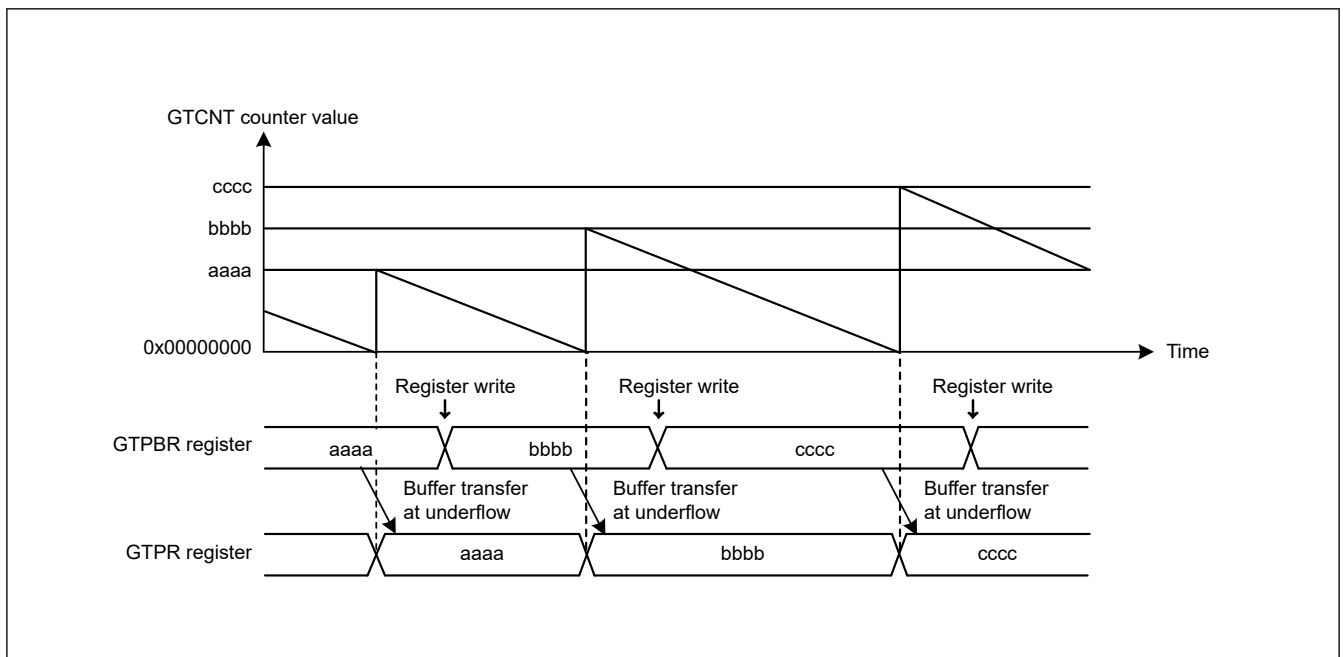 GTCNT counter value
cccc
bbbb
aaaa
0x00000000
Time
Register write
Register write
Register write
GTPBR register
aaaa
bbbb
cccc
Buffer transfer
at underflow
Buffer transfer
at underflow
Buffer transfer
at underflow
GTPR register
aaaa
bbbb
cccc